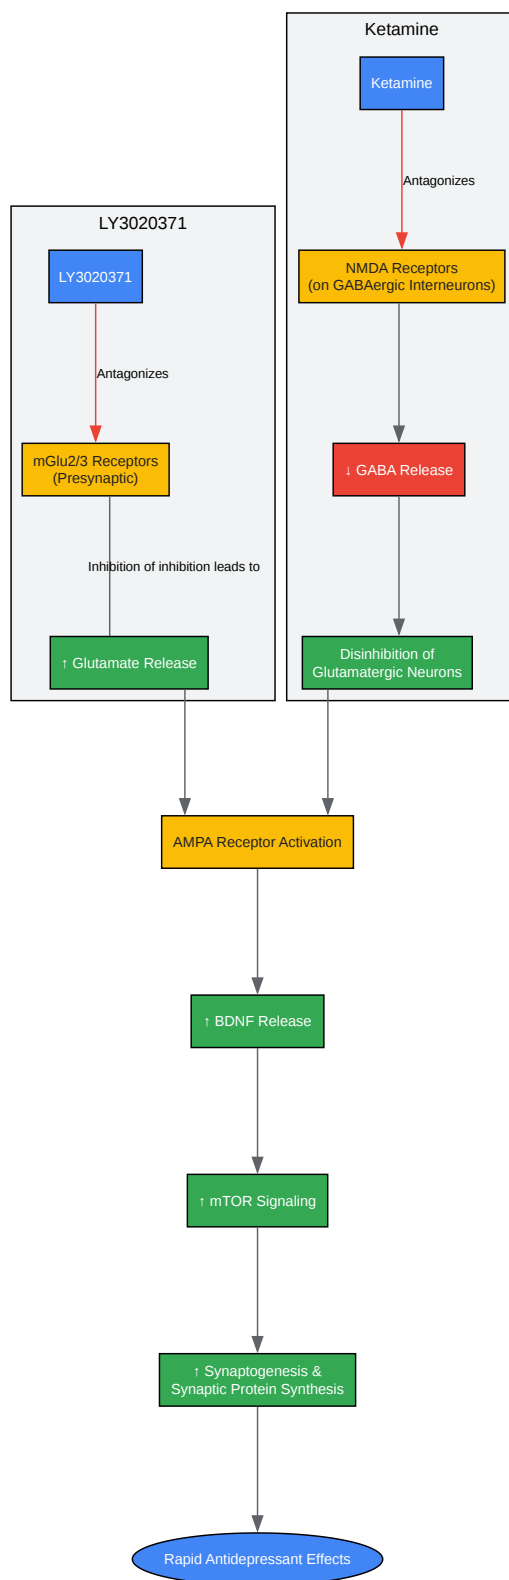 Ketamine
Ketamine
Antagonizes
NMDA Receptors
(on GABAergic Interneurons)
↓ GABA Release
Disinhibition of
Glutamatergic Neurons
LY3020371
LY3020371
Antagonizes
mGlu2/3 Receptors
(Presynaptic)
Inhibition of inhibition leads to
↑ Glutamate Release
AMPA Receptor Activation
↑ BDNF Release
↑ mTOR Signaling
↑ Synaptogenesis &
Synaptic Protein Synthesis
Rapid Antidepressant Effects